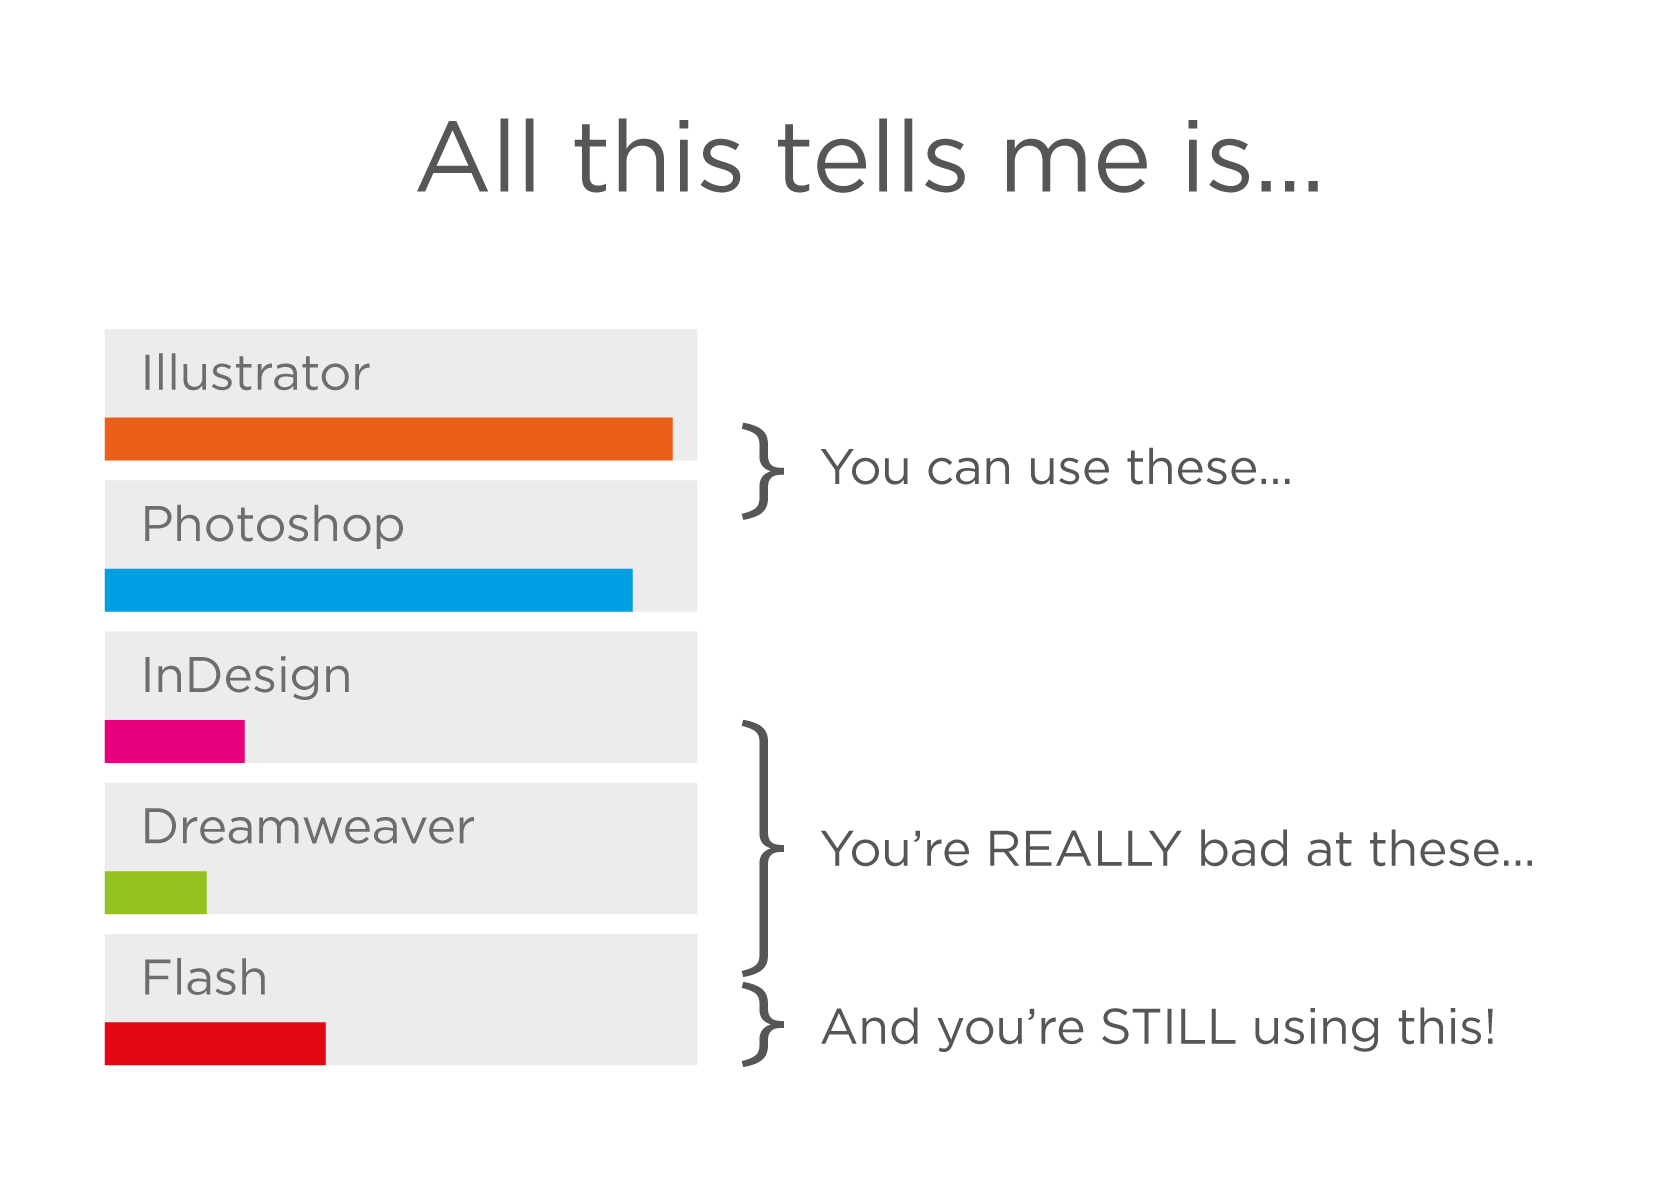 All this tells me is...
Illustrator
You can use these...
Photoshop
InDesign
Dreamweaver
You’re REALLY bad at these...
Flash
And you’re STILL using this!